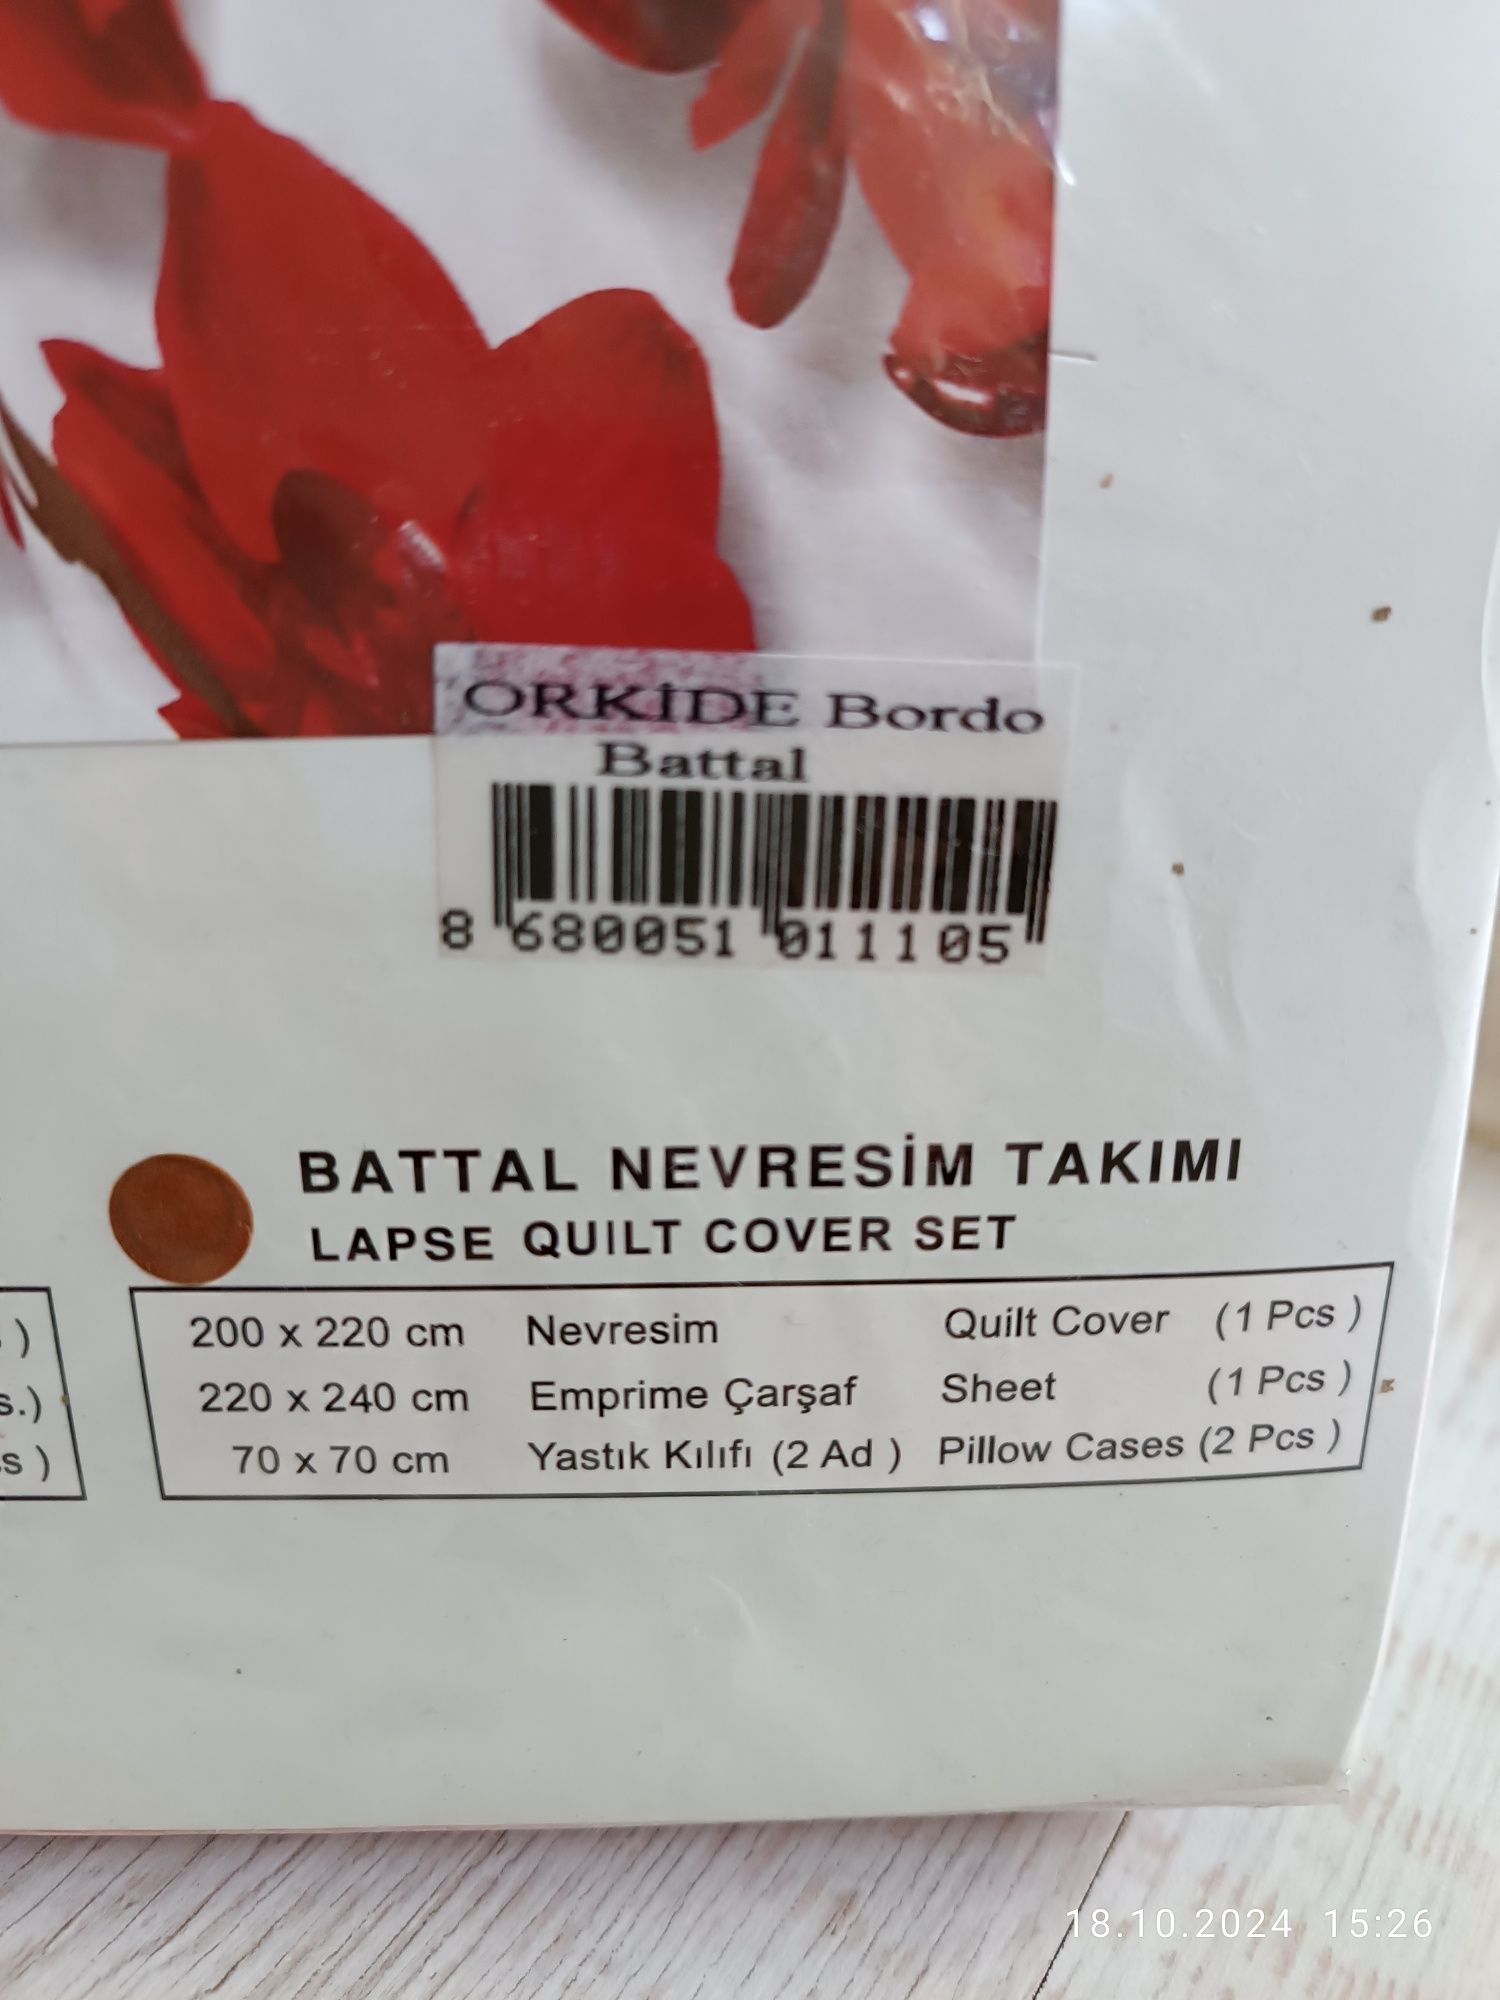 ORKİDE Bordo
Battal
8 680051 011105
BATTAL NEVRESİM TAKIMI
LAPSE QUILT COVER SET
200 x 220 cm Nevresim Quilt Cover (1 Pcs )
220 x 240 cm Emprime Çarşaf Sheet (1 Pcs )
70 x 70 cm Yastık Kılıfı (2 Ad ) Pillow Cases (2 Pcs )
)
s.)
s )
18.10.2024 15:26